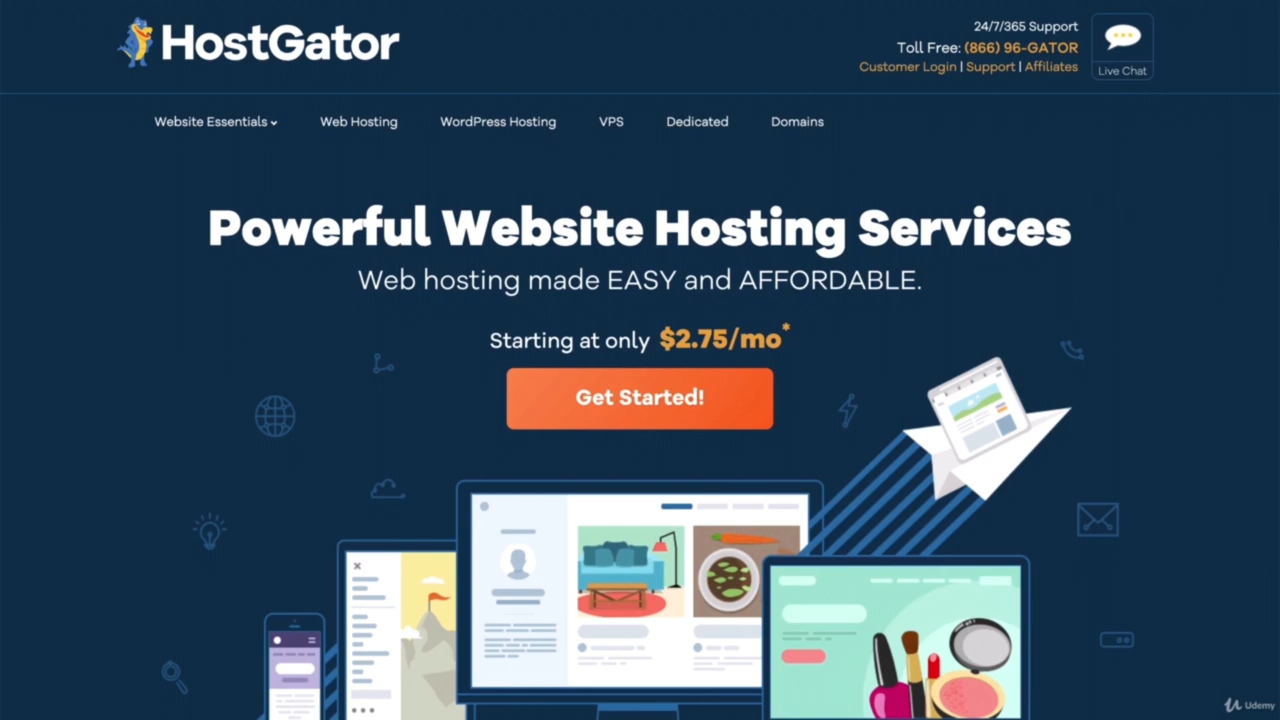 HostGator
24/7/365 Support
Toll Free: (866) 96-GATOR
Customer Login | Support | Affiliates
Live Chat
Website Essentials
Web Hosting
WordPress Hosting
VPS
Dedicated
Domains
Powerful Website Hosting Services
Web hosting made EASY and AFFORDABLE.
Starting at only $2.75/mo*
Get Started!
Udemy